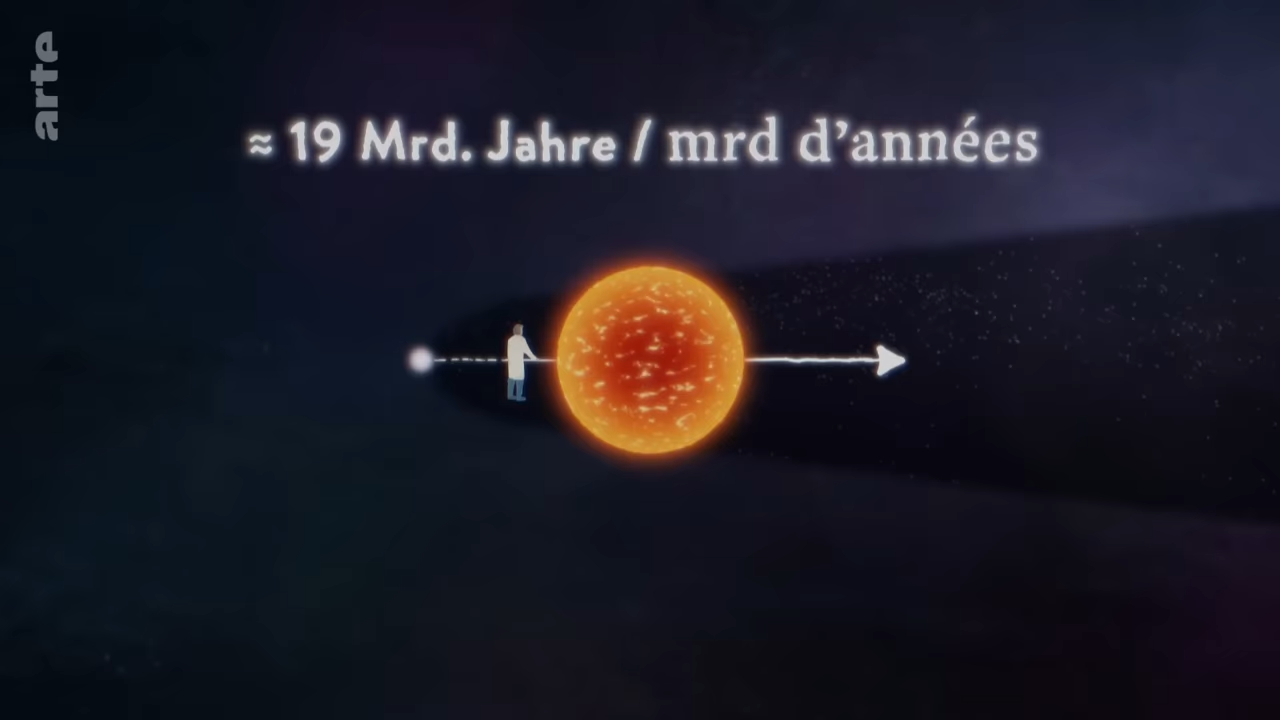 arte
≈ 19 Mrd. Jahre / mrd d'années